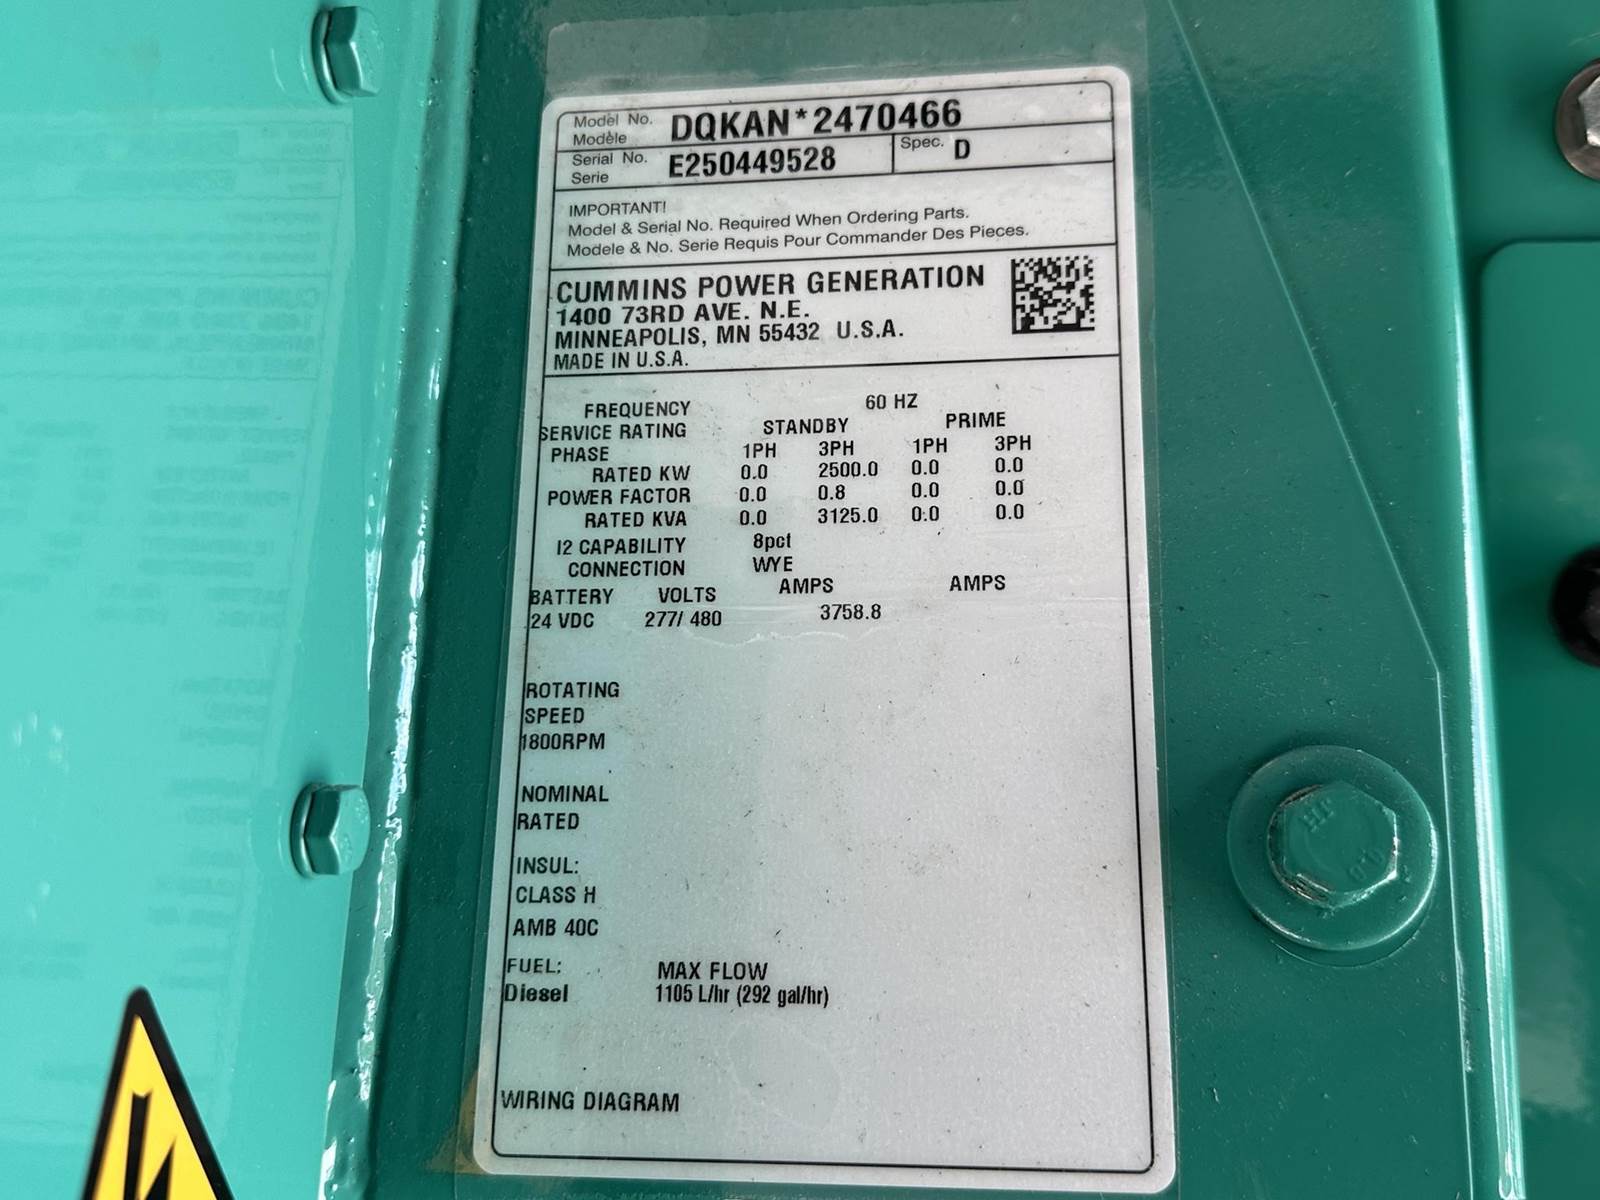 Model No. DQKAN*2470466
Modèle
Serial No. E250449528 Spec. D
Serie
IMPORTANT!
Model & Serial No. Required When Ordering Parts.
Modele & No. Serie Requis Pour Commander Des Pieces.
CUMMINS POWER GENERATION
1400 73RD AVE. N.E.
MINNEAPOLIS, MN 55432 U.S.A.
MADE IN U.S.A.
FREQUENCY 60 HZ
SERVICE RATING STANDBY PRIME
PHASE 1PH 3PH 1PH 3PH
RATED KW 0.0 2500.0 0.0 0.0
POWER FACTOR 0.0 0.8 0.0 0.0
RATED KVA 0.0 3125.0 0.0 0.0
I2 CAPABILITY 8pct
CONNECTION WYE
BATTERY VOLTS AMPS AMPS
24 VDC 277/ 480 3758.8
ROTATING
SPEED
1800RPM
NOMINAL
RATED
INSUL:
CLASS H
AMB 40C
FUEL: MAX FLOW
Diesel 1105 L/hr (292 gal/hr)
WIRING DIAGRAM
JH